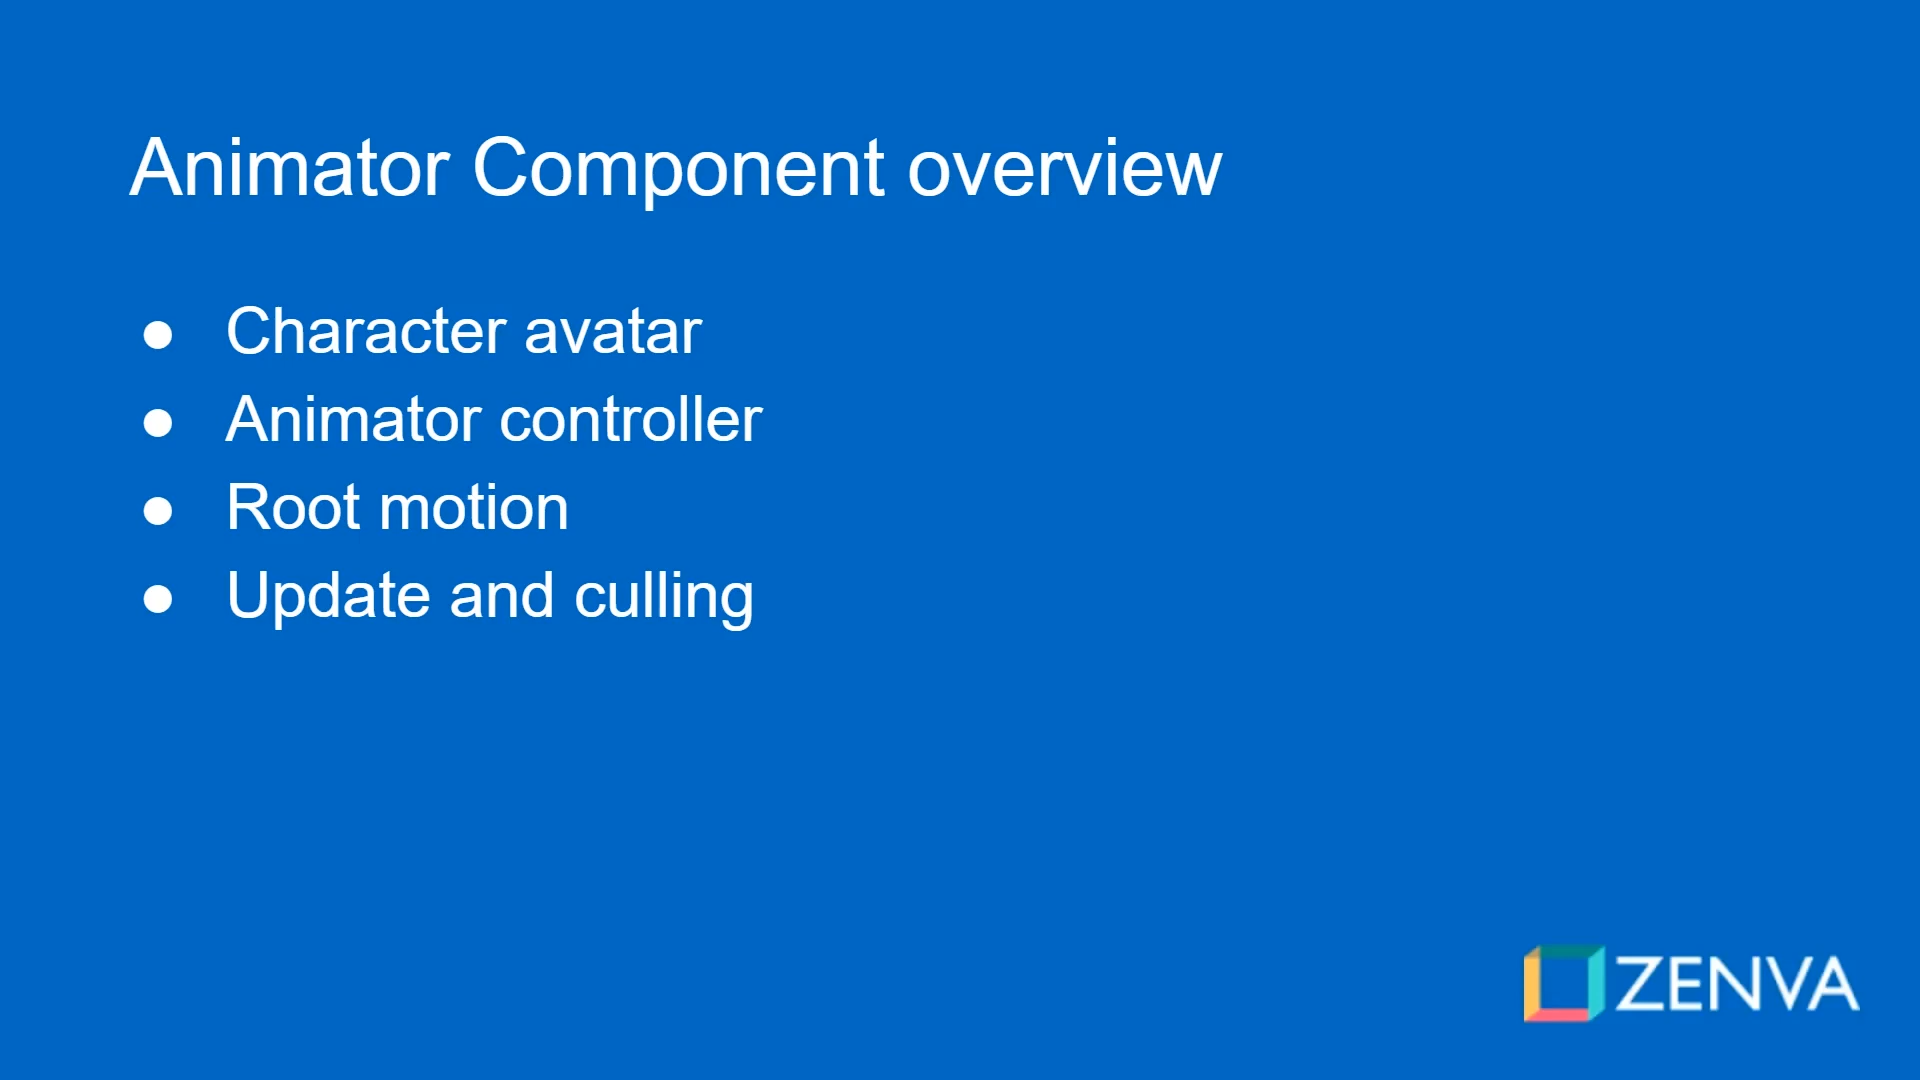 Animator Component overview
● Character avatar
● Animator controller
● Root motion
● Update and culling
ZENVA